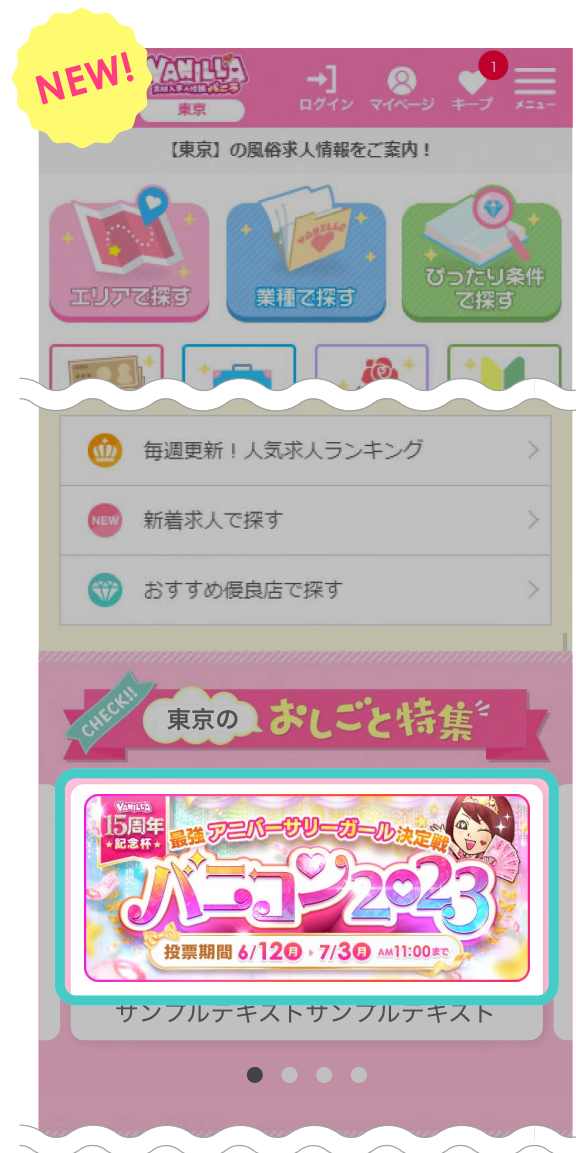 NEW!
VANILLA
高収入求人情報 バニラ
東京
ログイン
マイページ
1
キープ
メニュー
【東京】の風俗求人情報をご案内！
エリアで探す
VANILLA
業種で探す
ぴったり条件
で探す
毎週更新！人気求人ランキング
NEW
新着求人で探す
おすすめ優良店で探す
CHECK!!
東京の おしごと特集
VANILLA
15周年
記念杯
最強アニバーサリーガール決定戦
バニコン2023
投票期間 6/12月 7/3月 AM11:00まで
サンプルテキストサンプルテキスト